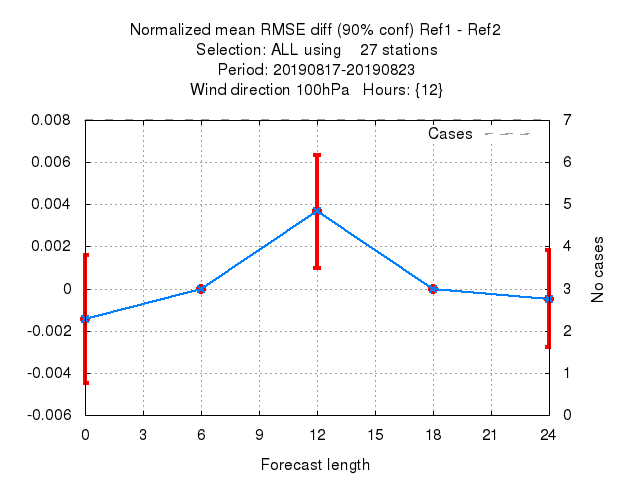 Normalized mean RMSE diff (90% conf) Ref1 - Ref2
Selection: ALL using    27 stations
Period: 20190817-20190823
Wind direction 100hPa   Hours: {12}
Cases
0.008
0.006
0.004
0.002
0
-0.002
-0.004
-0.006
7
6
5
4
3
2
1
0
No cases
0 3 6 9 12 15 18 21 24
Forecast length